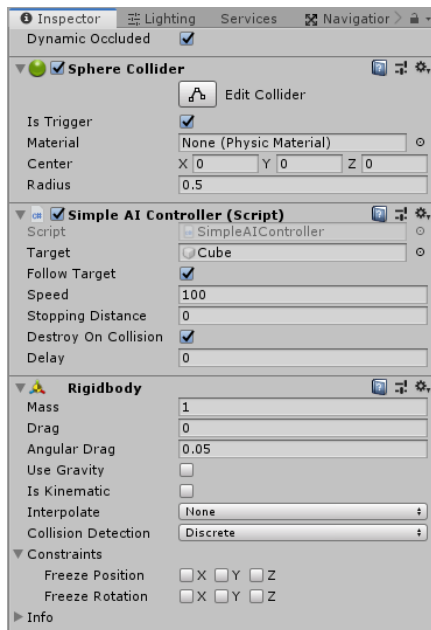 Inspector Lighting Services Navigation
Dynamic Occluded
Sphere Collider
Edit Collider
Is Trigger
Material None (Physic Material)
Center X 0 Y 0 Z 0
Radius 0.5
Simple AI Controller (Script)
Script SimpleAIController
Target Cube
Follow Target
Speed 100
Stopping Distance 0
Destroy On Collision
Delay 0
Rigidbody
Mass 1
Drag 0
Angular Drag 0.05
Use Gravity
Is Kinematic
Interpolate None
Collision Detection Discrete
Constraints
Freeze Position X Y Z
Freeze Rotation X Y Z
Info